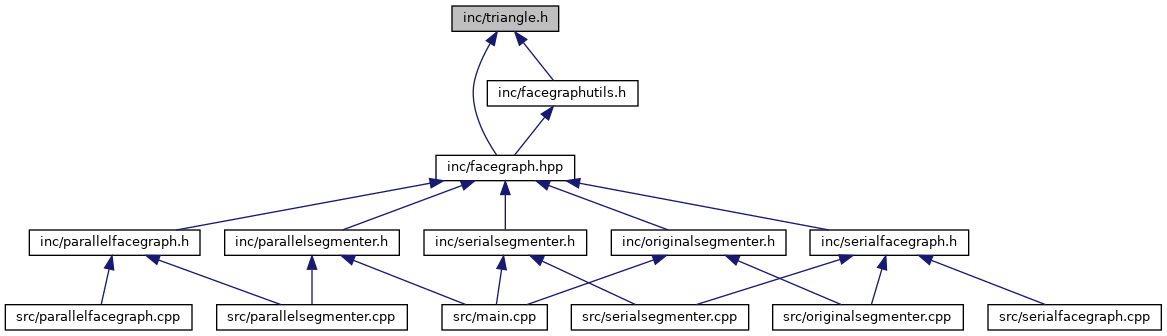 inc/triangle.h
inc/facegraphutils.h
inc/facegraph.hpp
inc/parallelfacegraph.h
inc/parallelsegmenter.h
inc/serialsegmenter.h
inc/originalsegmenter.h
inc/serialfacegraph.h
src/parallelfacegraph.cpp
src/parallelsegmenter.cpp
src/main.cpp
src/serialsegmenter.cpp
src/originalsegmenter.cpp
src/serialfacegraph.cpp